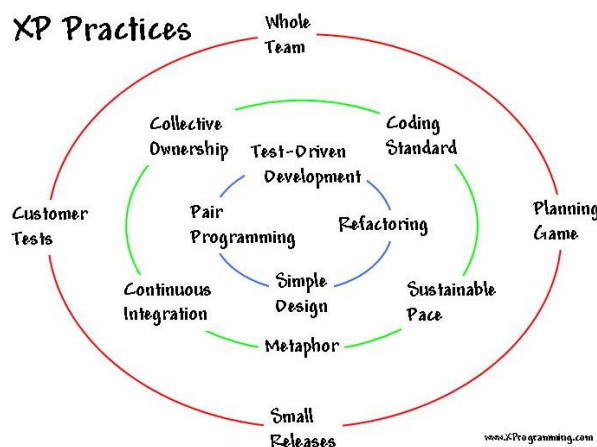 XP Practices
Whole
Team
Collective
Ownership
Coding
Standard
Test-Driven
Development
Customer
Tests
Pair
Programming
Refactoring
Planning
Game
Continuous
Integration
Simple
Design
Sustainable
Pace
Metaphor
Small
Releases
www.XProgramming.com